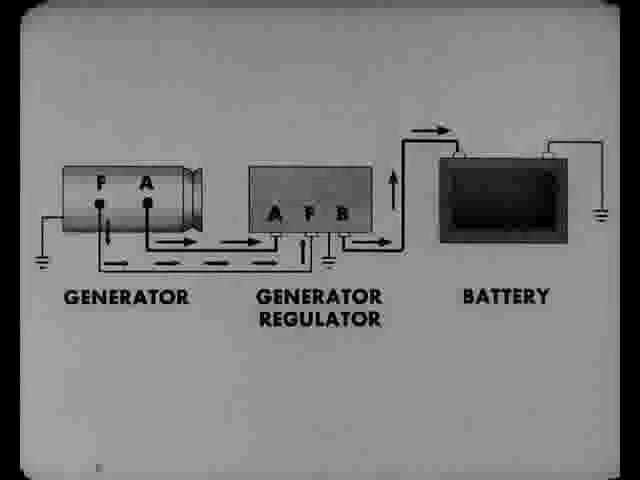 F A
A F B
GENERATOR
GENERATOR
REGULATOR
BATTERY